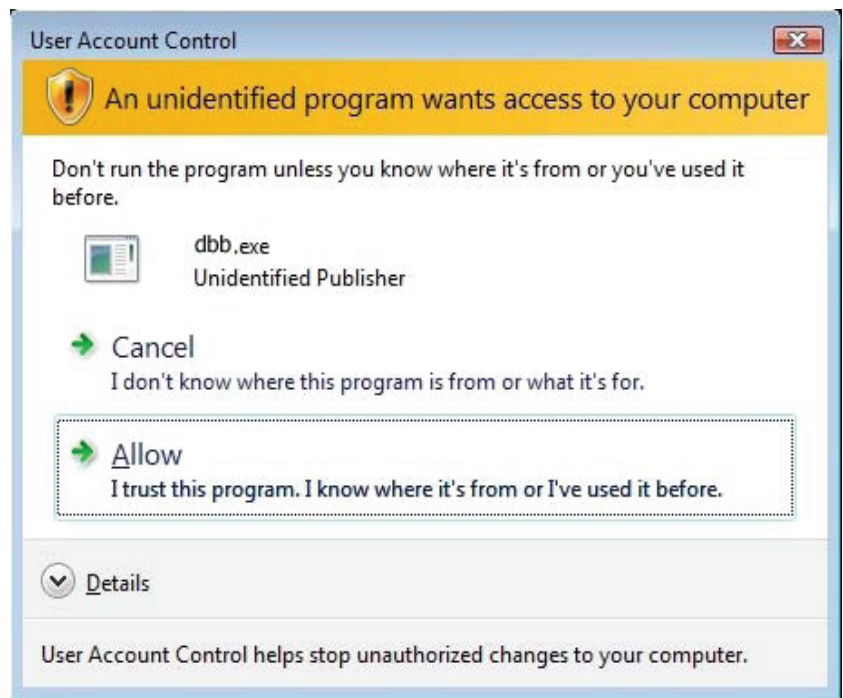 User Account Control
An unidentified program wants access to your computer
Don't run the program unless you know where it's from or you've used it
before.
dbb.exe
Unidentified Publisher
Cancel
I don't know where this program is from or what it's for.
Allow
I trust this program. I know where it's from or I've used it before.
Details
User Account Control helps stop unauthorized changes to your computer.